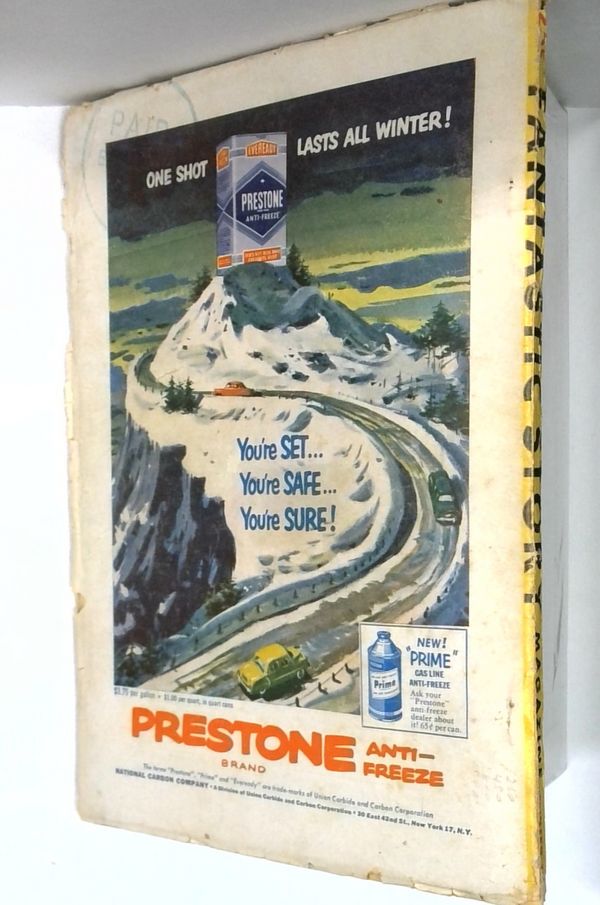 PAID
ONE SHOT
LASTS ALL WINTER!
EVEREADY
PRESTONE
ANTI-FREEZE
You're SET...
You're SAFE...
You're SURE!
NEW!
"PRIME"
GAS LINE
ANTI-FREEZE
Ask your
"Prestone"
anti-freeze
dealer about
it! 65¢ per can.
Prime
$3.75 per gallon • $1.00 per quart, in quart cans
PRESTONE
BRAND
ANTI-
FREEZE
The terms "Prestone", "Prime" and "Eveready" are trade-marks of Union Carbide and Carbon Corporation
NATIONAL CARBON COMPANY • A Division of Union Carbide and Carbon Corporation • 30 East 42nd St., New York 17, N.Y.
FANTASTIC STORY MAGAZINE